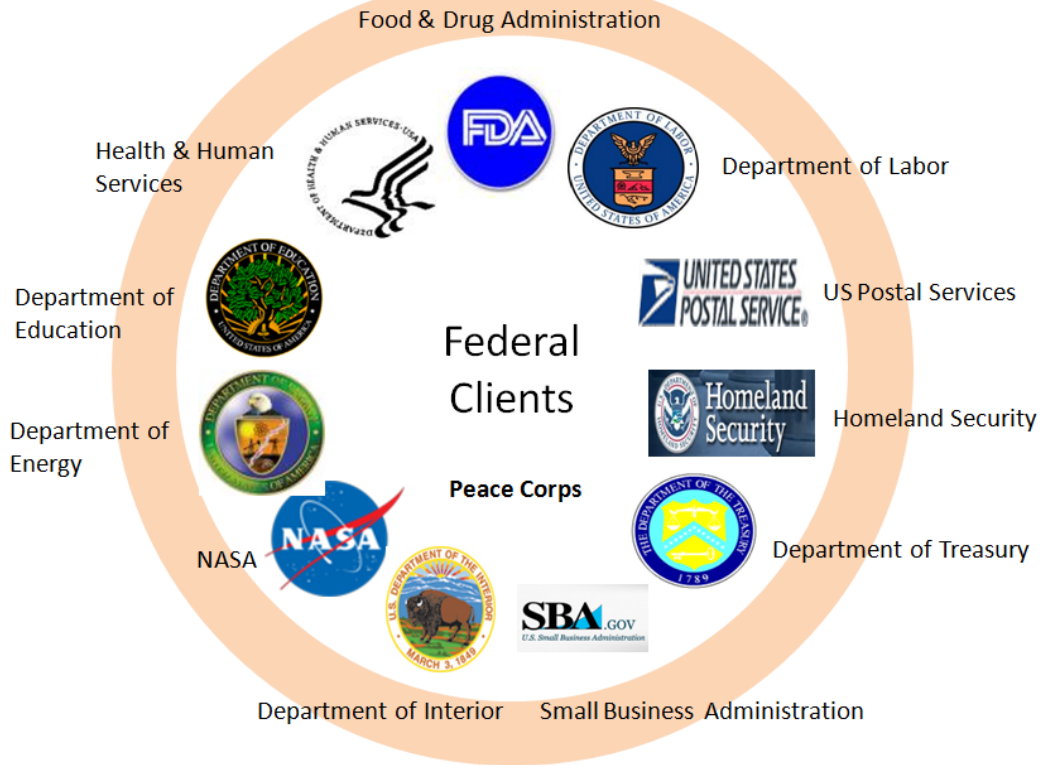 Food & Drug Administration
DEPARTMENT OF HEALTH & HUMAN SERVICES·USA
FDA
DEPARTMENT OF LABOR
UNITED STATES OF AMERICA
Health & Human
Services
Department of Labor
DEPARTMENT OF EDUCATION
UNITED STATES OF AMERICA
UNITED STATES
POSTAL SERVICE®
US Postal Services
Department of
Education
Federal
Clients
DEPARTMENT OF ENERGY
Homeland
Security
Homeland Security
Department of
Energy
Peace Corps
THE DEPARTMENT OF THE TREASURY
1789
Department of Treasury
NASA
NASA
U.S. DEPARTMENT OF THE INTERIOR
MARCH 3, 1849
SBA.GOV
U.S. Small Business Administration
Department of Interior
Small Business Administration